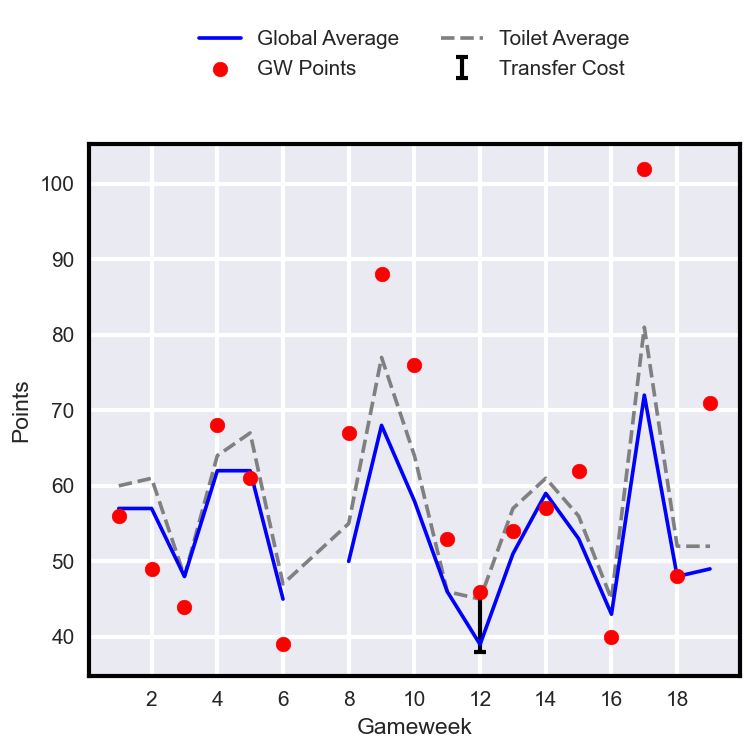 Global Average
Toilet Average
GW Points
Transfer Cost
100
90
80
70
60
50
40
Points
2 4 6 8 10 12 14 16 18
Gameweek